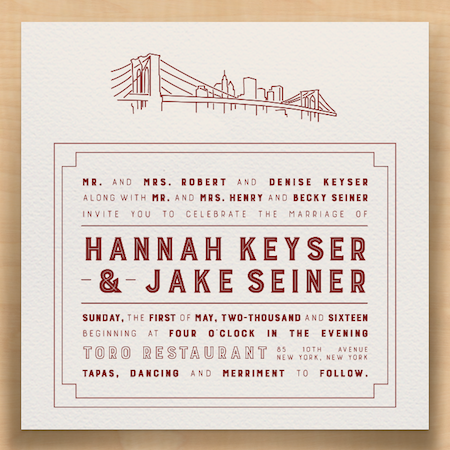 MR. AND MRS. ROBERT AND DENISE KEYSER
ALONG WITH MR. AND MRS. HENRY AND BECKY SEINER
INVITE YOU TO CELEBRATE THE MARRIAGE OF
HANNAH KEYSER
-&- JAKE SEINER
SUNDAY, THE FIRST OF MAY, TWO-THOUSAND AND SIXTEEN
BEGINNING AT FOUR O'CLOCK IN THE EVENING
TORO RESTAURANT 85 10TH AVENUE
NEW YORK, NEW YORK
TAPAS, DANCING AND MERRIMENT TO FOLLOW.